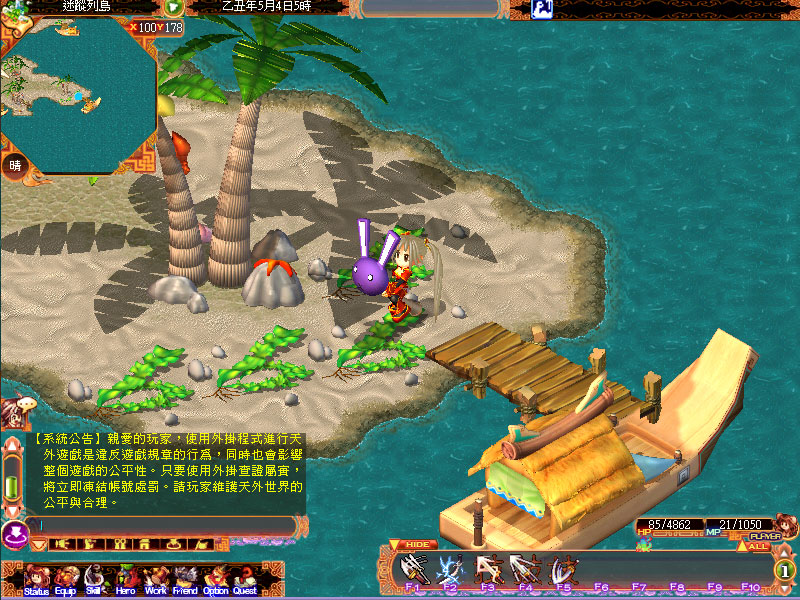 迷蹤列島
乙丑年5月4日5時
X100Y178
晴
【系統公告】親愛的玩家，使用外掛程式進行天
外遊戲是違反遊戲規章的行為，同時也會影響
整個遊戲的公平性。只要使用外掛查證屬實，
將立即凍結帳號處罰。請玩家維護天外世界的
公平與合理。
85/4862 21/1050
HP MP PLAYER
HIDE ALL
F1 F2 F3 F4 F5 F6 F7 F8 F9 F10
1
Status Equip Skill Hero Work Friend Option Quest